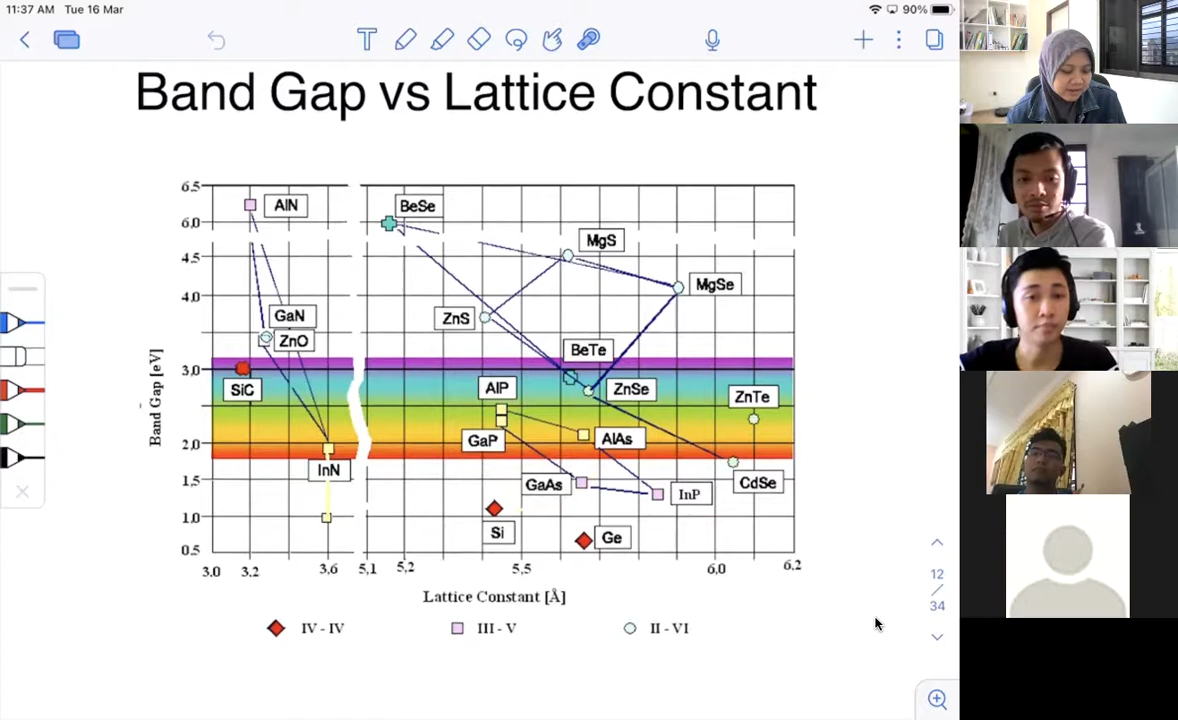 11:37 AM Tue 16 Mar
90%
Band Gap vs Lattice Constant
6.5
AlN
BeSe
6.0
MgS
4.5
MgSe
4.0
GaN
ZnS
ZnO
BeTe
3.0
SiC
AlP
ZnSe
ZnTe
GaP
AlAs
2.0
InN
CdSe
1.5
GaAs
InP
1.0
Si
Ge
0.5
3.0
3.2
3,6
5,1
5,2
5,5
6,0
6.2
Band Gap [eV]
Lattice Constant [Å]
IV - IV
III - V
II - VI
12
/
34